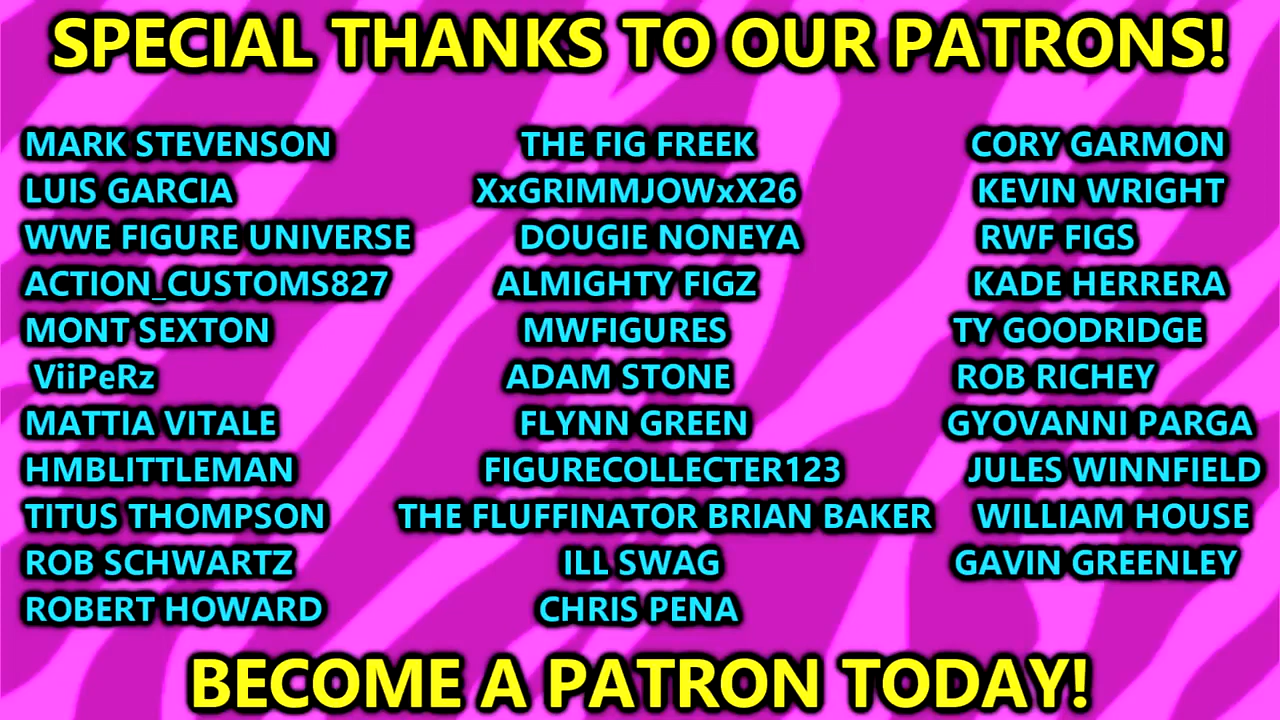 SPECIAL THANKS TO OUR PATRONS!
MARK STEVENSON
LUIS GARCIA
WWE FIGURE UNIVERSE
ACTION_CUSTOMS827
MONT SEXTON
ViiPeRz
MATTIA VITALE
HMBLITTLEMAN
TITUS THOMPSON
ROB SCHWARTZ
ROBERT HOWARD
THE FIG FREEK
XxGRIMMJOWxX26
DOUGIE NONEYA
ALMIGHTY FIGZ
MWFIGURES
ADAM STONE
FLYNN GREEN
FIGURECOLLECTER123
THE FLUFFINATOR BRIAN BAKER
ILL SWAG
CHRIS PENA
CORY GARMON
KEVIN WRIGHT
RWF FIGS
KADE HERRERA
TY GOODRIDGE
ROB RICHEY
GYOVANNI PARGA
JULES WINNFIELD
WILLIAM HOUSE
GAVIN GREENLEY
BECOME A PATRON TODAY!